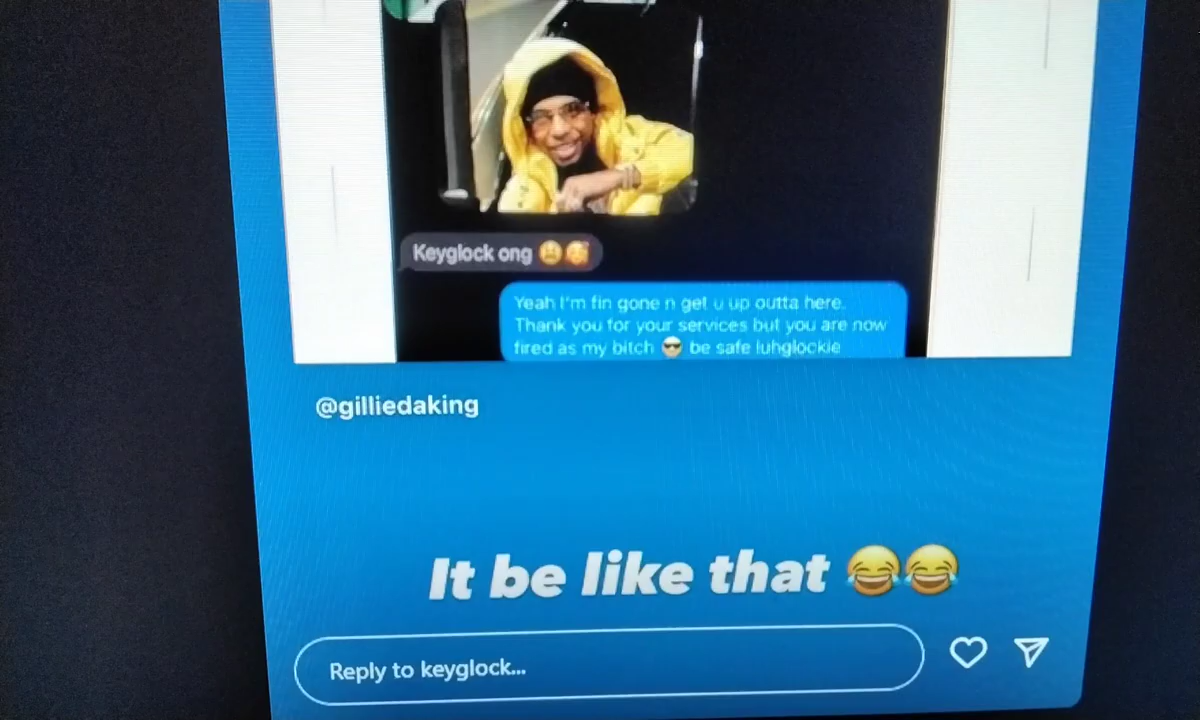 Keyglock ong 😩🥰
Yeah I'm fin gone n get u up outta here.
Thank you for your services but you are now
fired as my bitch 😎 be safe luhglockie
@gilliedaking
It be like that 😂😂
Reply to keyglock...